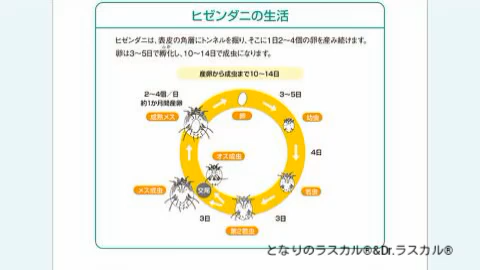 ヒゼンダニの生活
ヒゼンダニは、表皮の角層にトンネルを掘り、そこに1日2〜4個の卵を産み続けます。
ふか
卵は3〜5日で孵化し、10〜14日で成虫になります。
産卵から成虫まで10〜14日
2〜4個/日
約1か月間産卵
3〜5日
成熟メス
卵
幼虫
4日
オス成虫
メス成虫
交尾
若虫
3日
3日
第2若虫
となりのラスカル®&Dr.ラスカル®